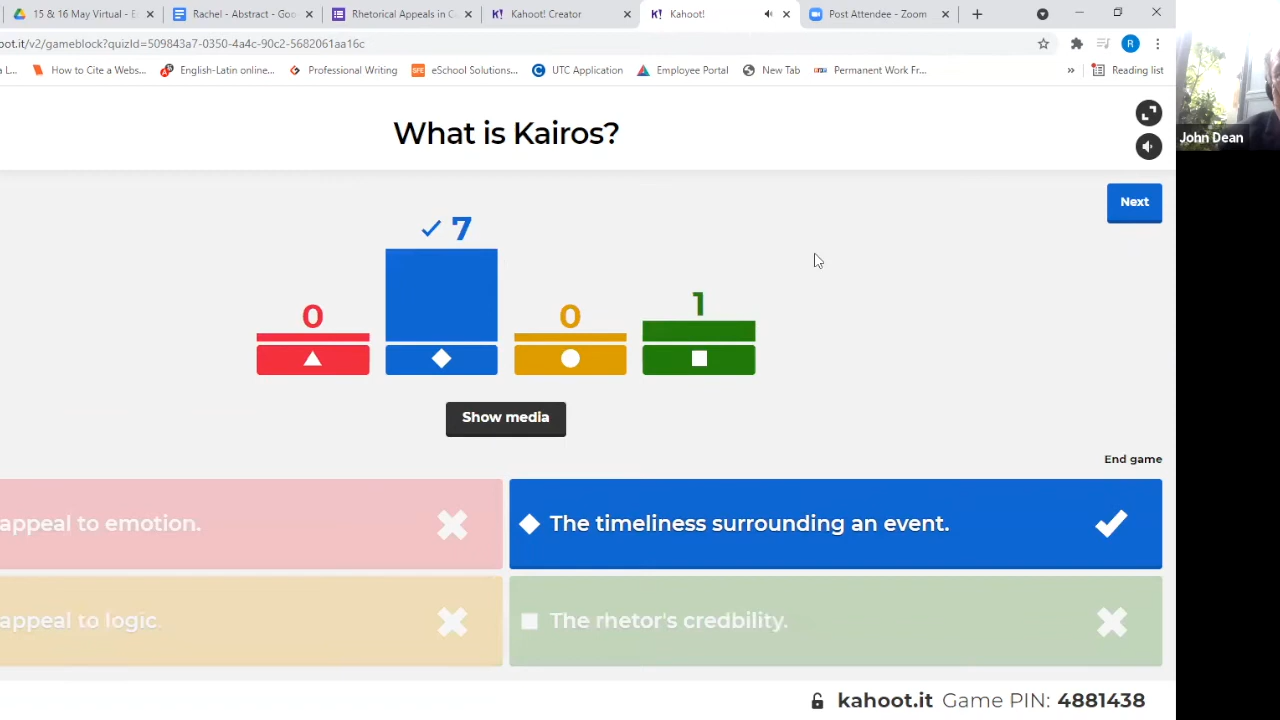 15 & 16 May Virtual - E
Rachel - Abstract - Goo
Rhetorical Appeals in C
Kahoot! Creator
Kahoot!
Post Attendee - Zoom
oot.it/v2/gameblock?quizId=509843a7-0350-4a4c-90c2-5682061aa16c
R
a L...
How to Cite a Webs...
English-Latin online...
Professional Writing
SFE
eSchool Solutions...
UTC Application
Employee Portal
New Tab
Permanent Work Fr...
Reading list
What is Kairos?
John Dean
Next
7
0
0
1
Show media
End game
appeal to emotion.
The timeliness surrounding an event.
appeal to logic.
The rhetor's credbility.
kahoot.it Game PIN: 4881438